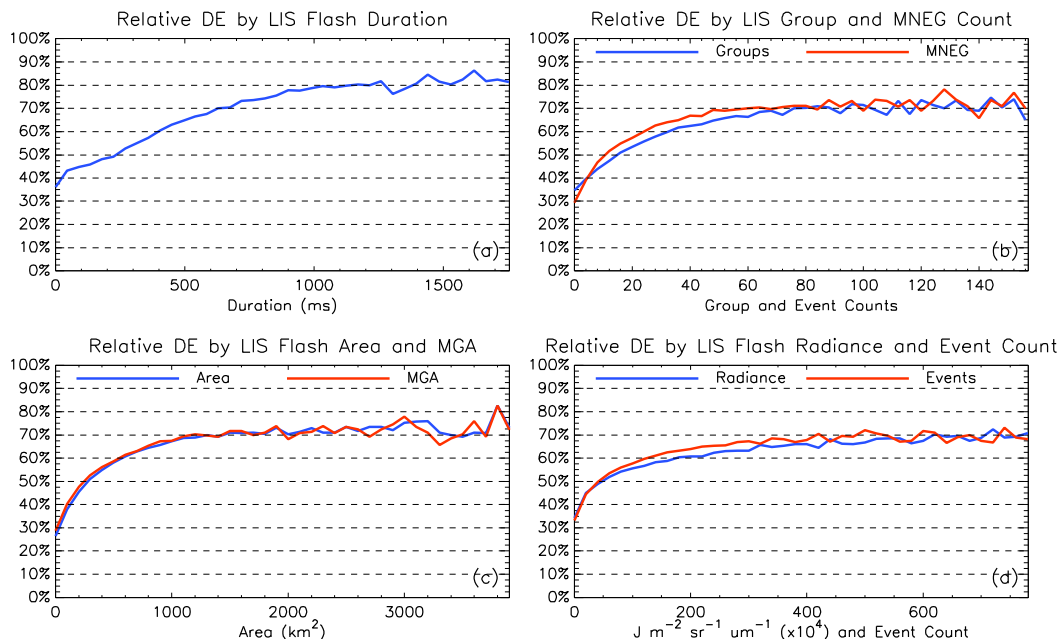 Relative DE by LIS Flash Duration
100%
90%
80%
70%
60%
50%
40%
30%
20%
10%
0%
(a)
0 500 1000 1500
Duration (ms)
Relative DE by LIS Group and MNEG Count
Groups MNEG
100%
90%
80%
70%
60%
50%
40%
30%
20%
10%
0%
(b)
0 20 40 60 80 100 120 140
Group and Event Counts
Relative DE by LIS Flash Area and MGA
Area MGA
100%
90%
80%
70%
60%
50%
40%
30%
20%
10%
0%
(c)
0 1000 2000 3000
Area (km²)
Relative DE by LIS Flash Radiance and Event Count
Radiance Events
100%
90%
80%
70%
60%
50%
40%
30%
20%
10%
0%
(d)
0 200 400 600
J m⁻² sr⁻¹ um⁻¹ (x10⁴) and Event Count